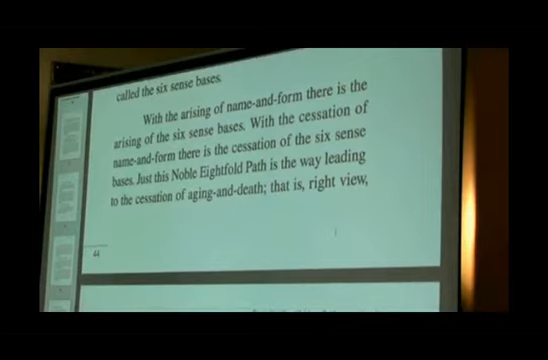 called the six sense bases.
With the arising of name-and-form there is the
arising of the six sense bases. With the cessation of
name-and-form there is the cessation of the six sense
bases. Just this Noble Eightfold Path is the way leading
to the cessation of aging-and-death; that is, right view,
44